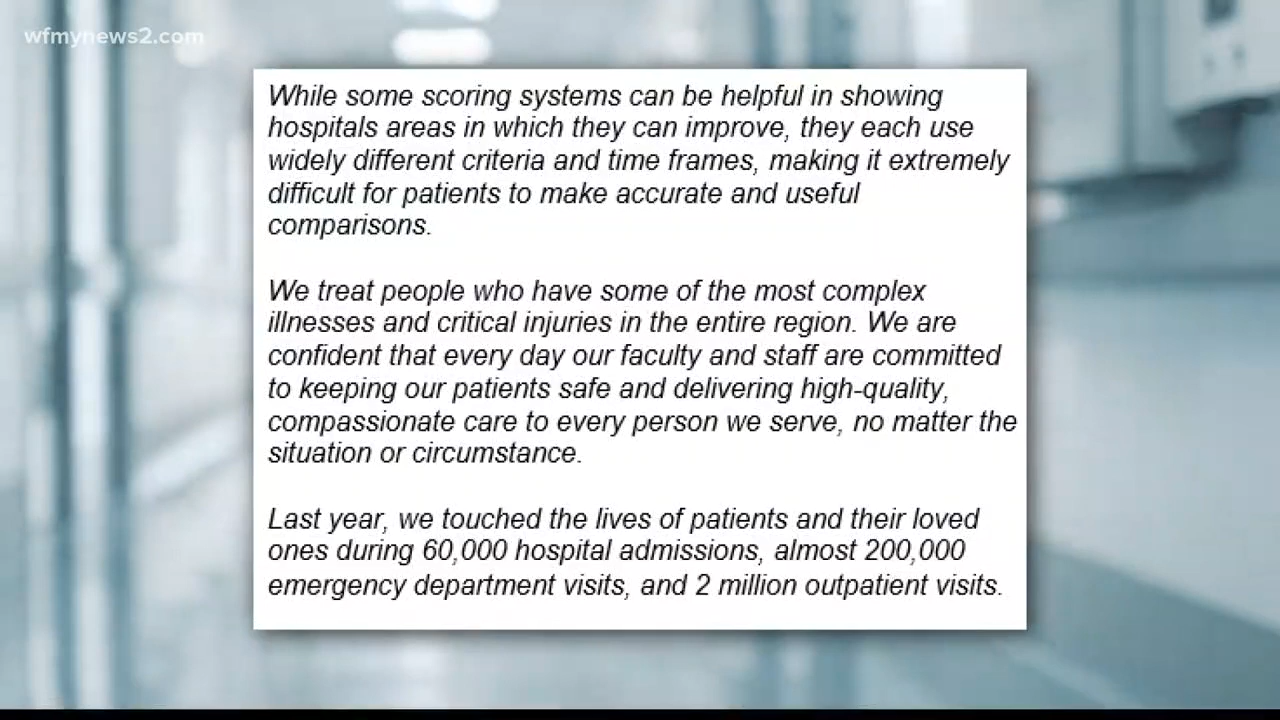 wfmynews2.com
While some scoring systems can be helpful in showing
hospitals areas in which they can improve, they each use
widely different criteria and time frames, making it extremely
difficult for patients to make accurate and useful
comparisons.
We treat people who have some of the most complex
illnesses and critical injuries in the entire region. We are
confident that every day our faculty and staff are committed
to keeping our patients safe and delivering high-quality,
compassionate care to every person we serve, no matter the
situation or circumstance.
Last year, we touched the lives of patients and their loved
ones during 60,000 hospital admissions, almost 200,000
emergency department visits, and 2 million outpatient visits.